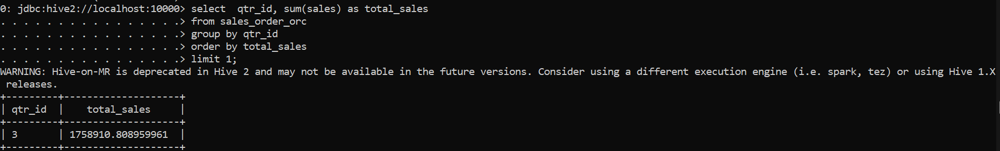 0: jdbc:hive2://localhost:10000> select  qtr_id, sum(sales) as total_sales
. . . . . . . . . . . . . . . .> from sales_order_orc
. . . . . . . . . . . . . . . .> group by qtr_id
. . . . . . . . . . . . . . . .> order by total_sales
. . . . . . . . . . . . . . . .> limit 1;
WARNING: Hive-on-MR is deprecated in Hive 2 and may not be available in the future versions. Consider using a different execution engine (i.e. spark, tez) or using Hive 1.X
 releases.
+---------+--------------------+
| qtr_id  |    total_sales     |
+---------+--------------------+
| 3       | 1758910.808959961  |
+---------+--------------------+